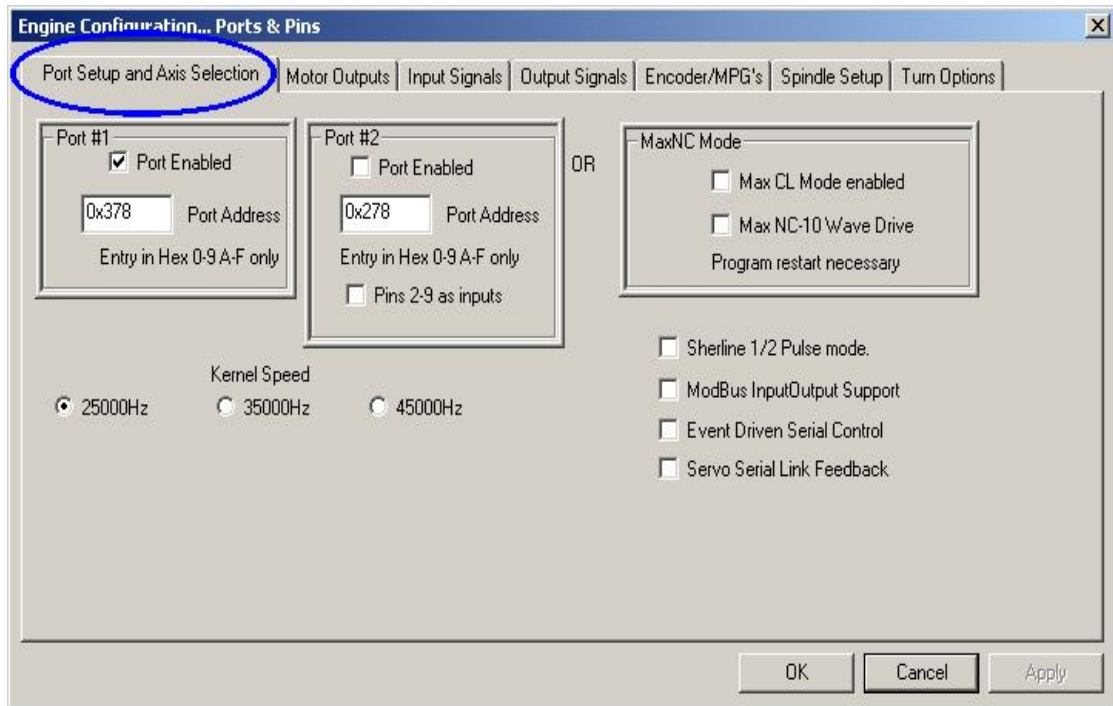 Engine Configuration... Ports & Pins
Port Setup and Axis Selection
Motor Outputs
Input Signals
Output Signals
Encoder/MPG's
Spindle Setup
Turn Options
Port #1
Port Enabled
0x378 Port Address
Entry in Hex 0-9 A-F only
Port #2
Port Enabled
0x278 Port Address
Entry in Hex 0-9 A-F only
Pins 2-9 as inputs
OR
MaxNC Mode
Max CL Mode enabled
Max NC-10 Wave Drive
Program restart necessary
Kernel Speed
25000Hz 35000Hz 45000Hz
Sherline 1/2 Pulse mode.
ModBus InputOutput Support
Event Driven Serial Control
Servo Serial Link Feedback
OK Cancel Apply